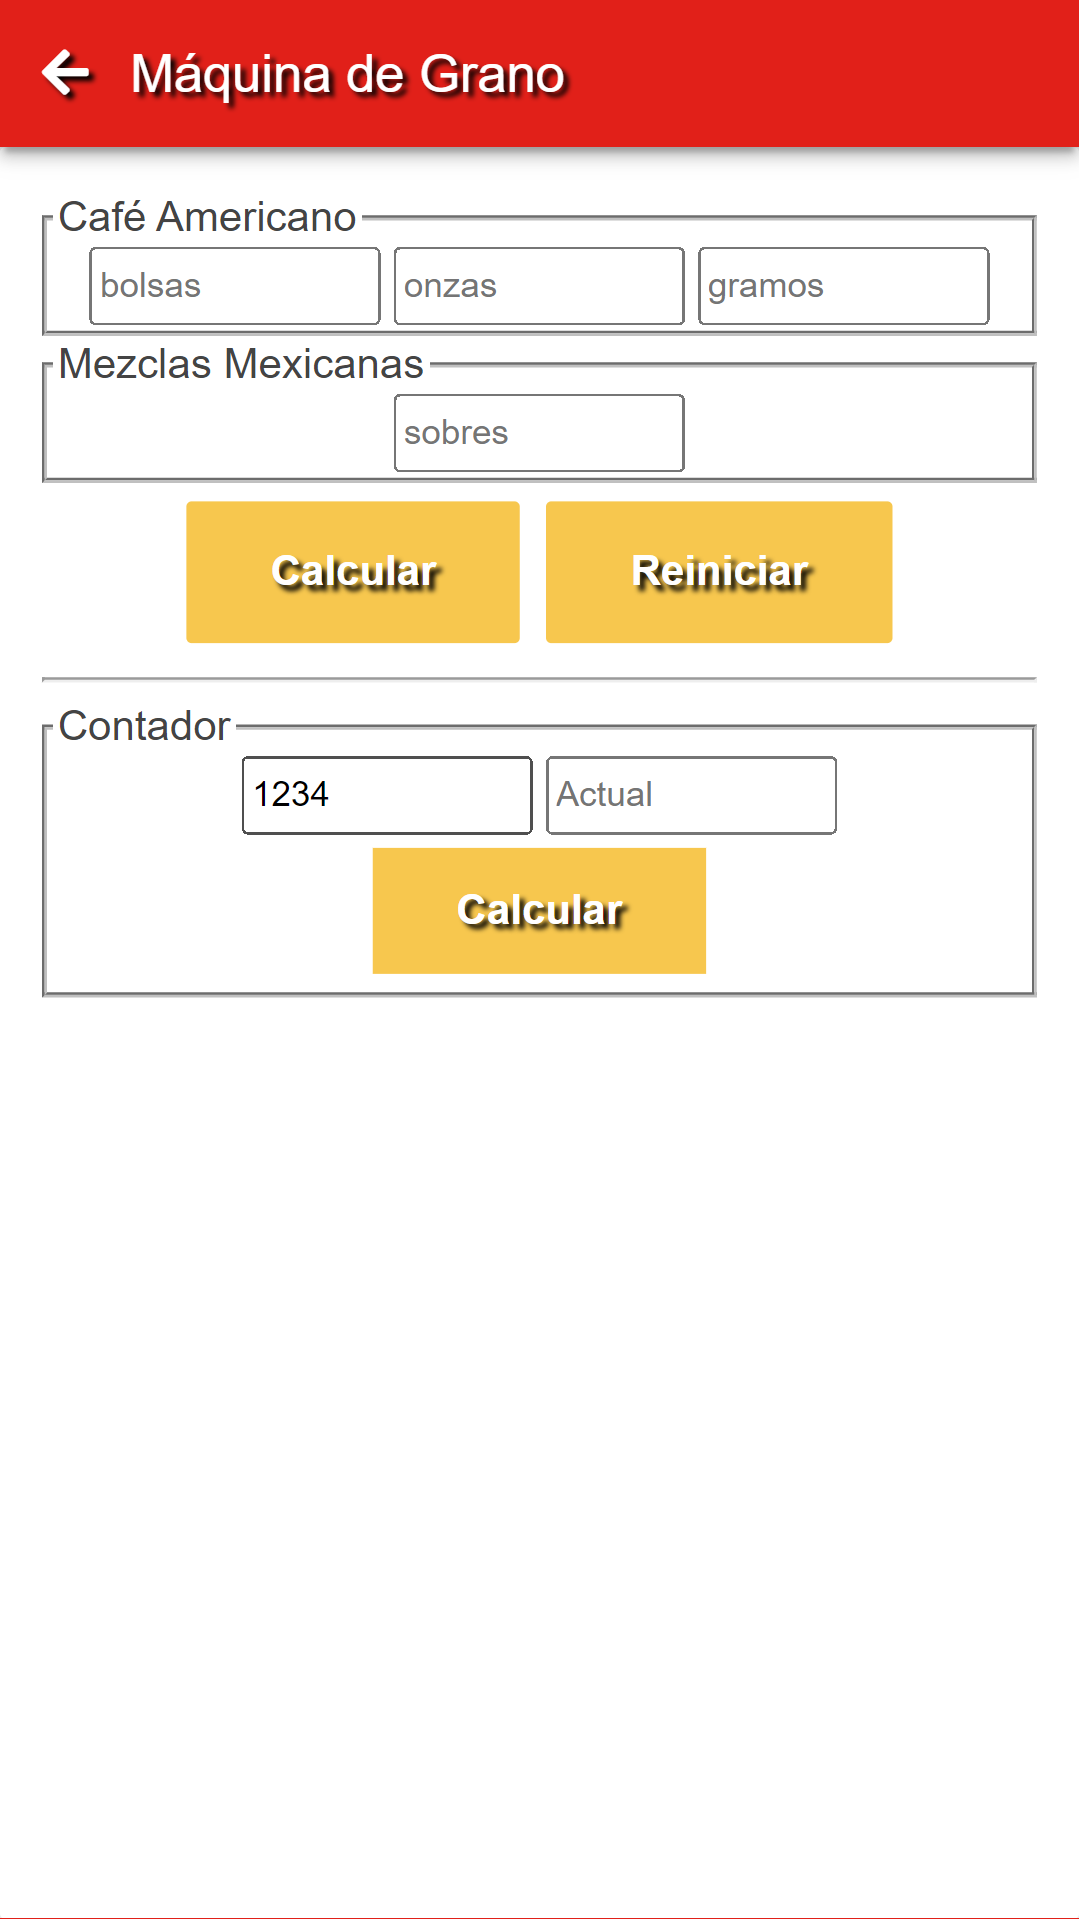 Máquina de Grano
Café Americano
bolsas onzas gramos
Mezclas Mexicanas
sobres
Calcular Reiniciar
Contador
1234 Actual
Calcular